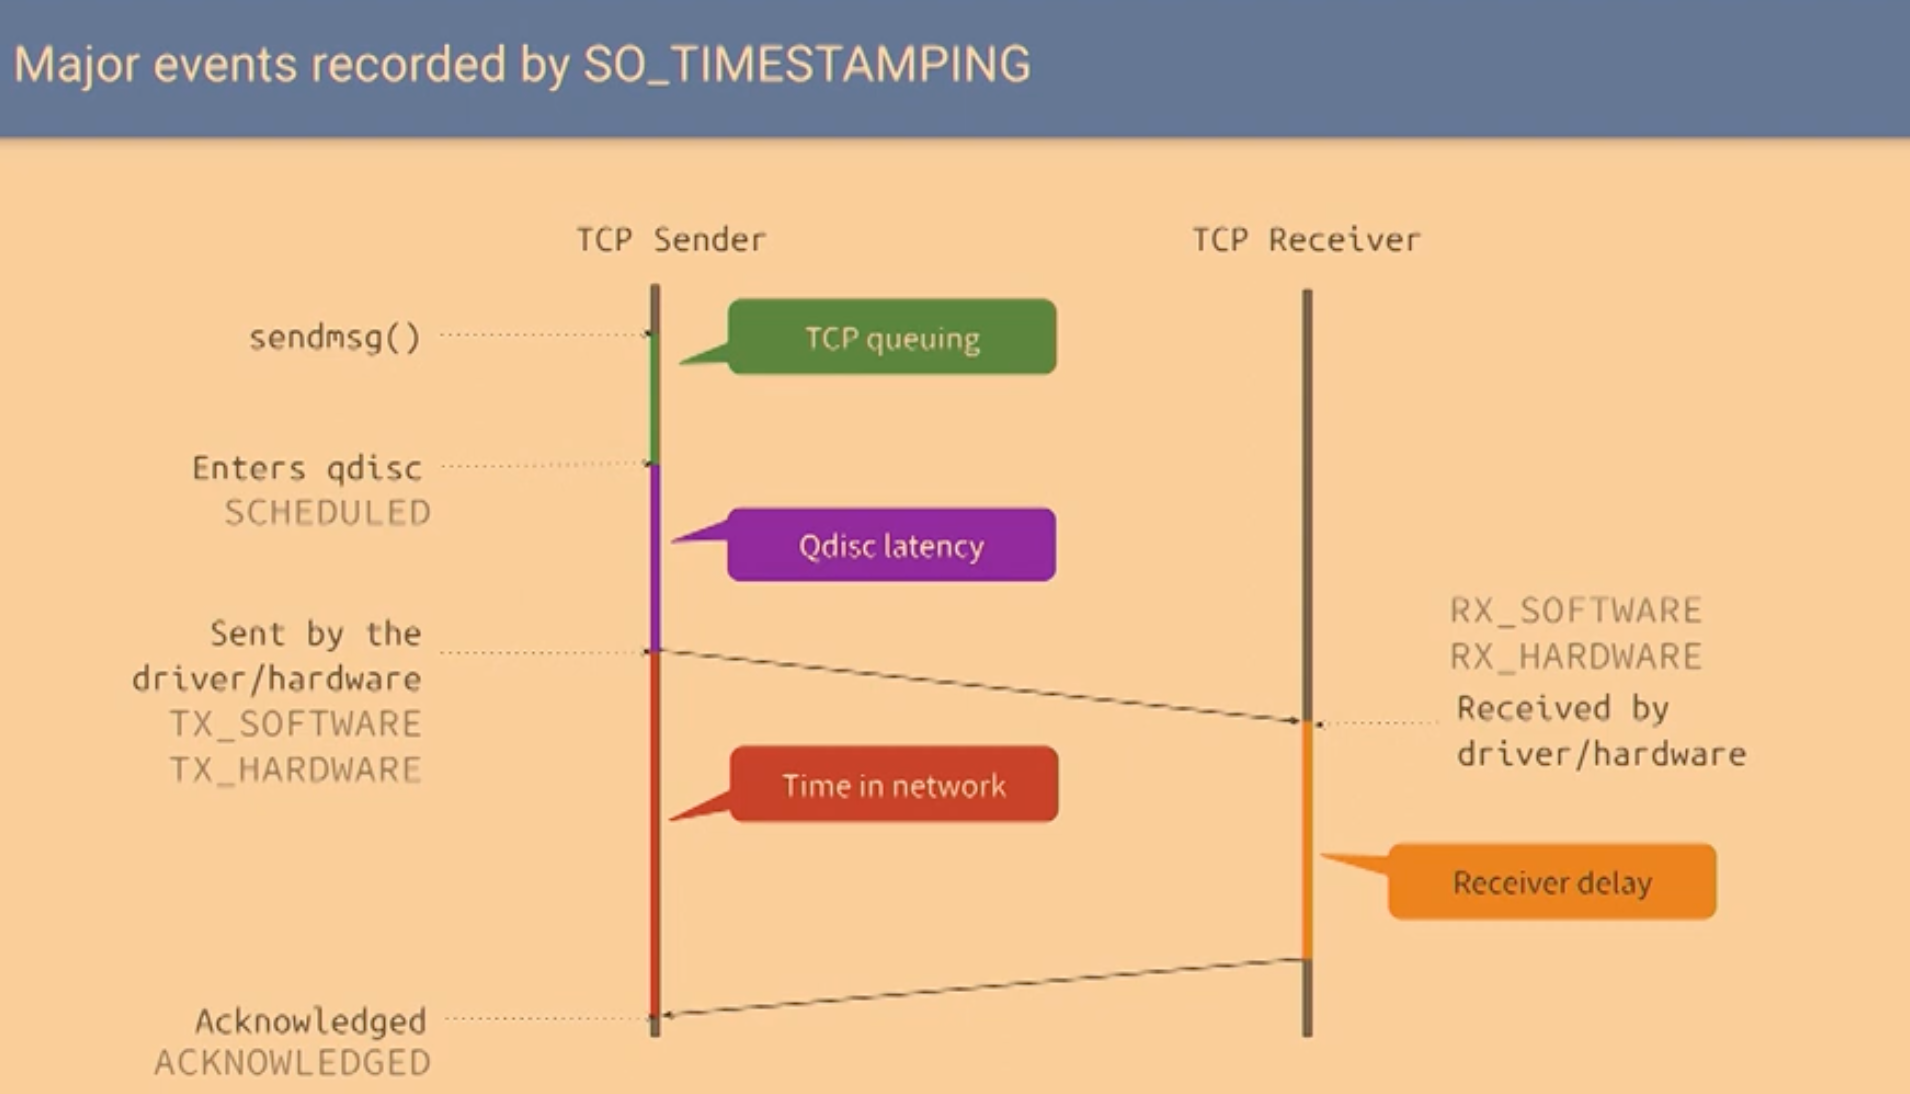 Major events recorded by SO_TIMESTAMPING
TCP Sender
TCP Receiver
sendmsg()
TCP queuing
Enters qdisc
SCHEDULED
Qdisc latency
Sent by the
driver/hardware
TX_SOFTWARE
TX_HARDWARE
RX_SOFTWARE
RX_HARDWARE
Received by
driver/hardware
Time in network
Receiver delay
Acknowledged
ACKNOWLEDGED